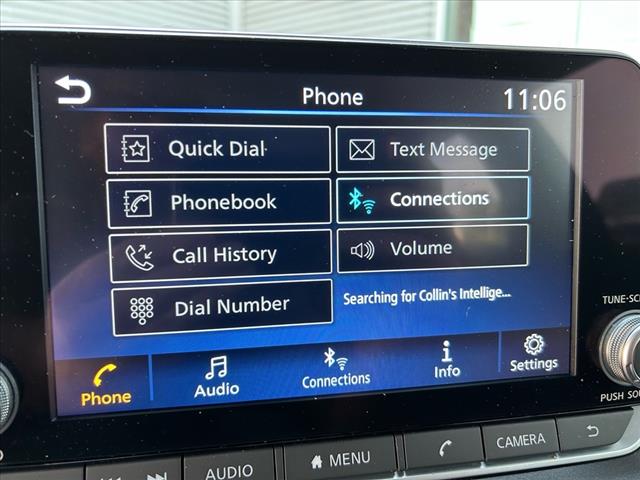 Phone
11:06
Quick Dial
Text Message
Phonebook
Connections
Call History
Volume
Dial Number
Searching for Collin's Intellige...
Phone
Audio
Connections
Info
Settings
TUNE-SC
PUSH SOU
AUDIO
MENU
CAMERA